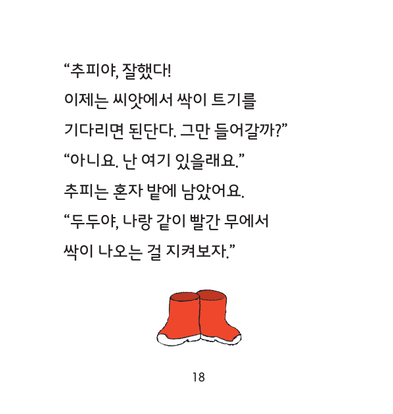 “추피야, 잘했다!
이제는 씨앗에서 싹이 트기를
기다리면 된단다. 그만 들어갈까?”
“아니요. 난 여기 있을래요.”
추피는 혼자 밭에 남았어요.
“두두야, 나랑 같이 빨간 무에서
싹이 나오는 걸 지켜보자.”
18